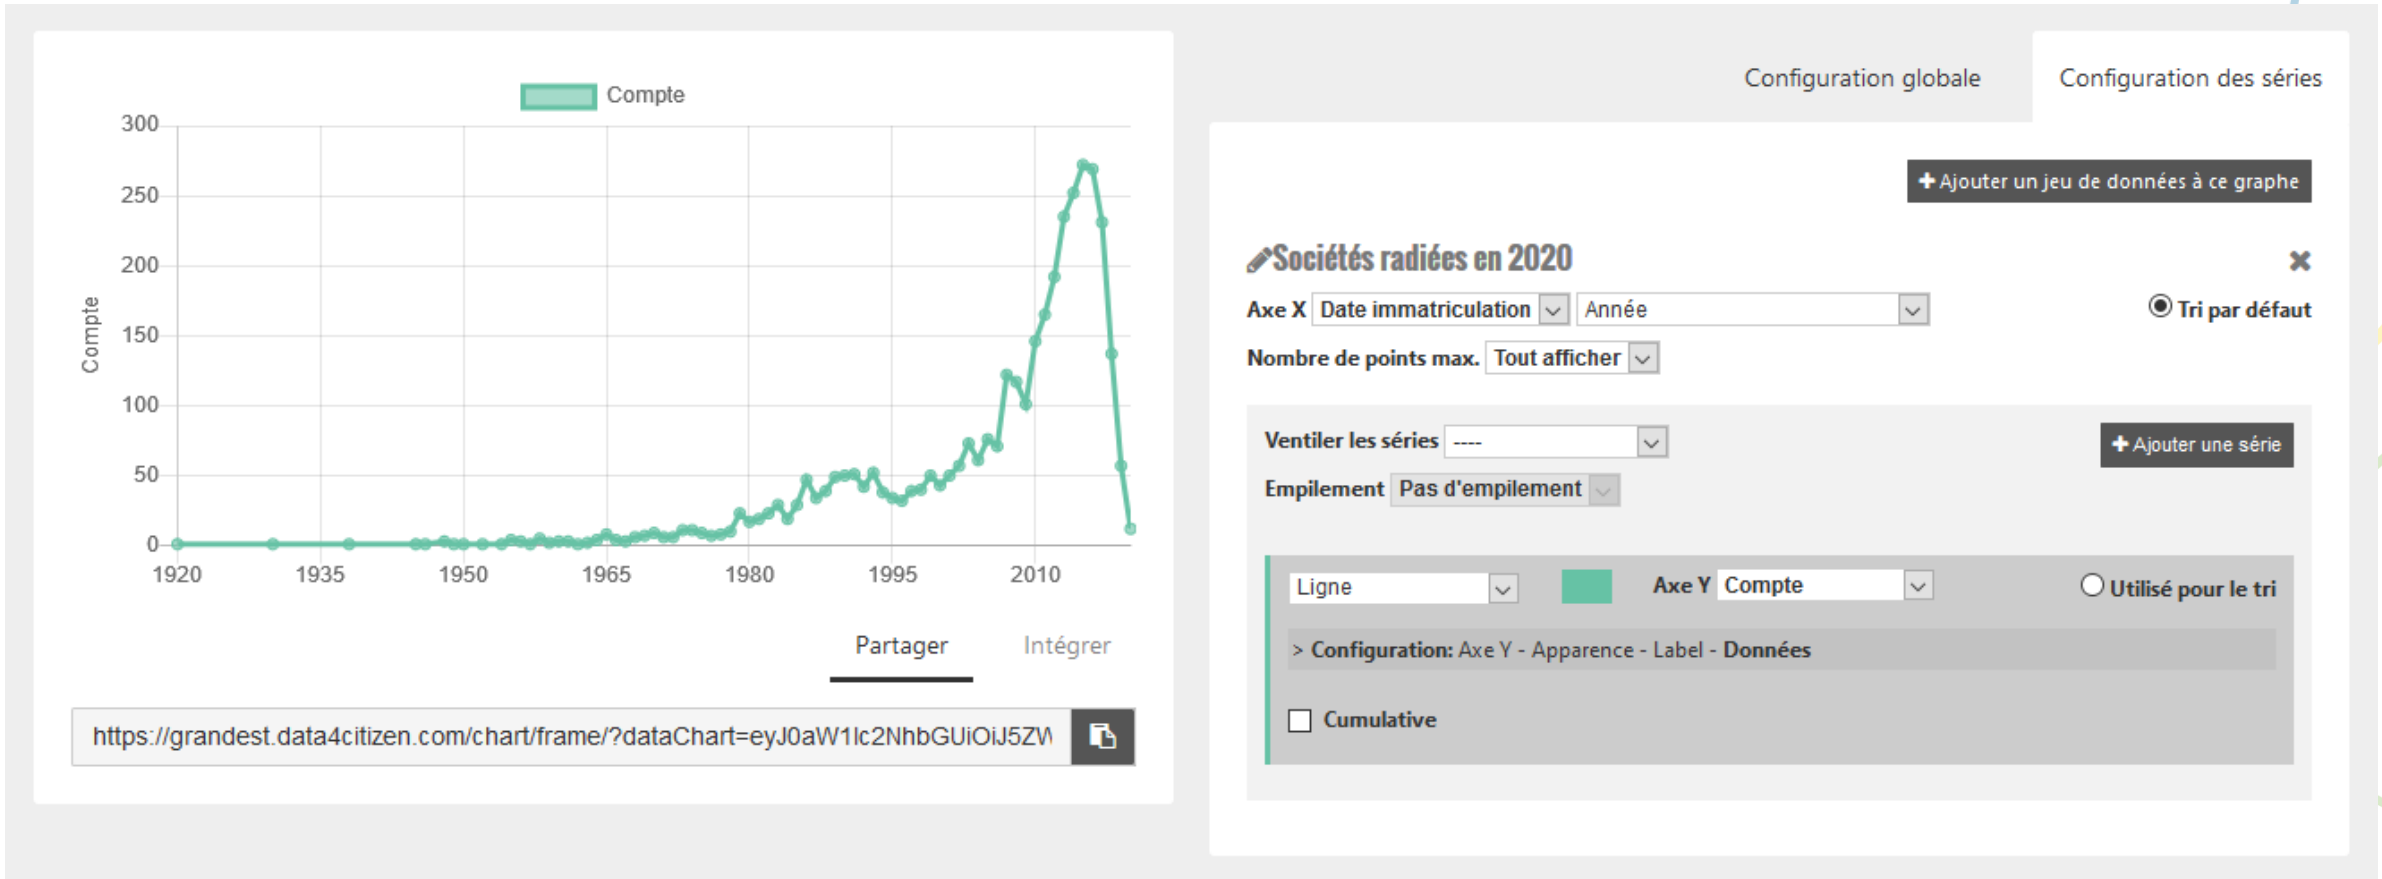 Compte
300
250
200
150
100
50
0
Compte
1920 1935 1950 1965 1980 1995 2010
Partager Intégrer
https://grandest.data4citizen.com/chart/frame/?dataChart=eyJ0aW1lc2NhbGUiOiJ5ZW
Configuration globale Configuration des séries
Ajouter un jeu de données à ce graphe
Sociétés radiées en 2020
Axe X Date immatriculation Année Tri par défaut
Nombre de points max. Tout afficher
Ventiler les séries ---- Ajouter une série
Empilement Pas d'empilement
Ligne Axe Y Compte Utilisé pour le tri
> Configuration: Axe Y - Apparence - Label - Données
Cumulative